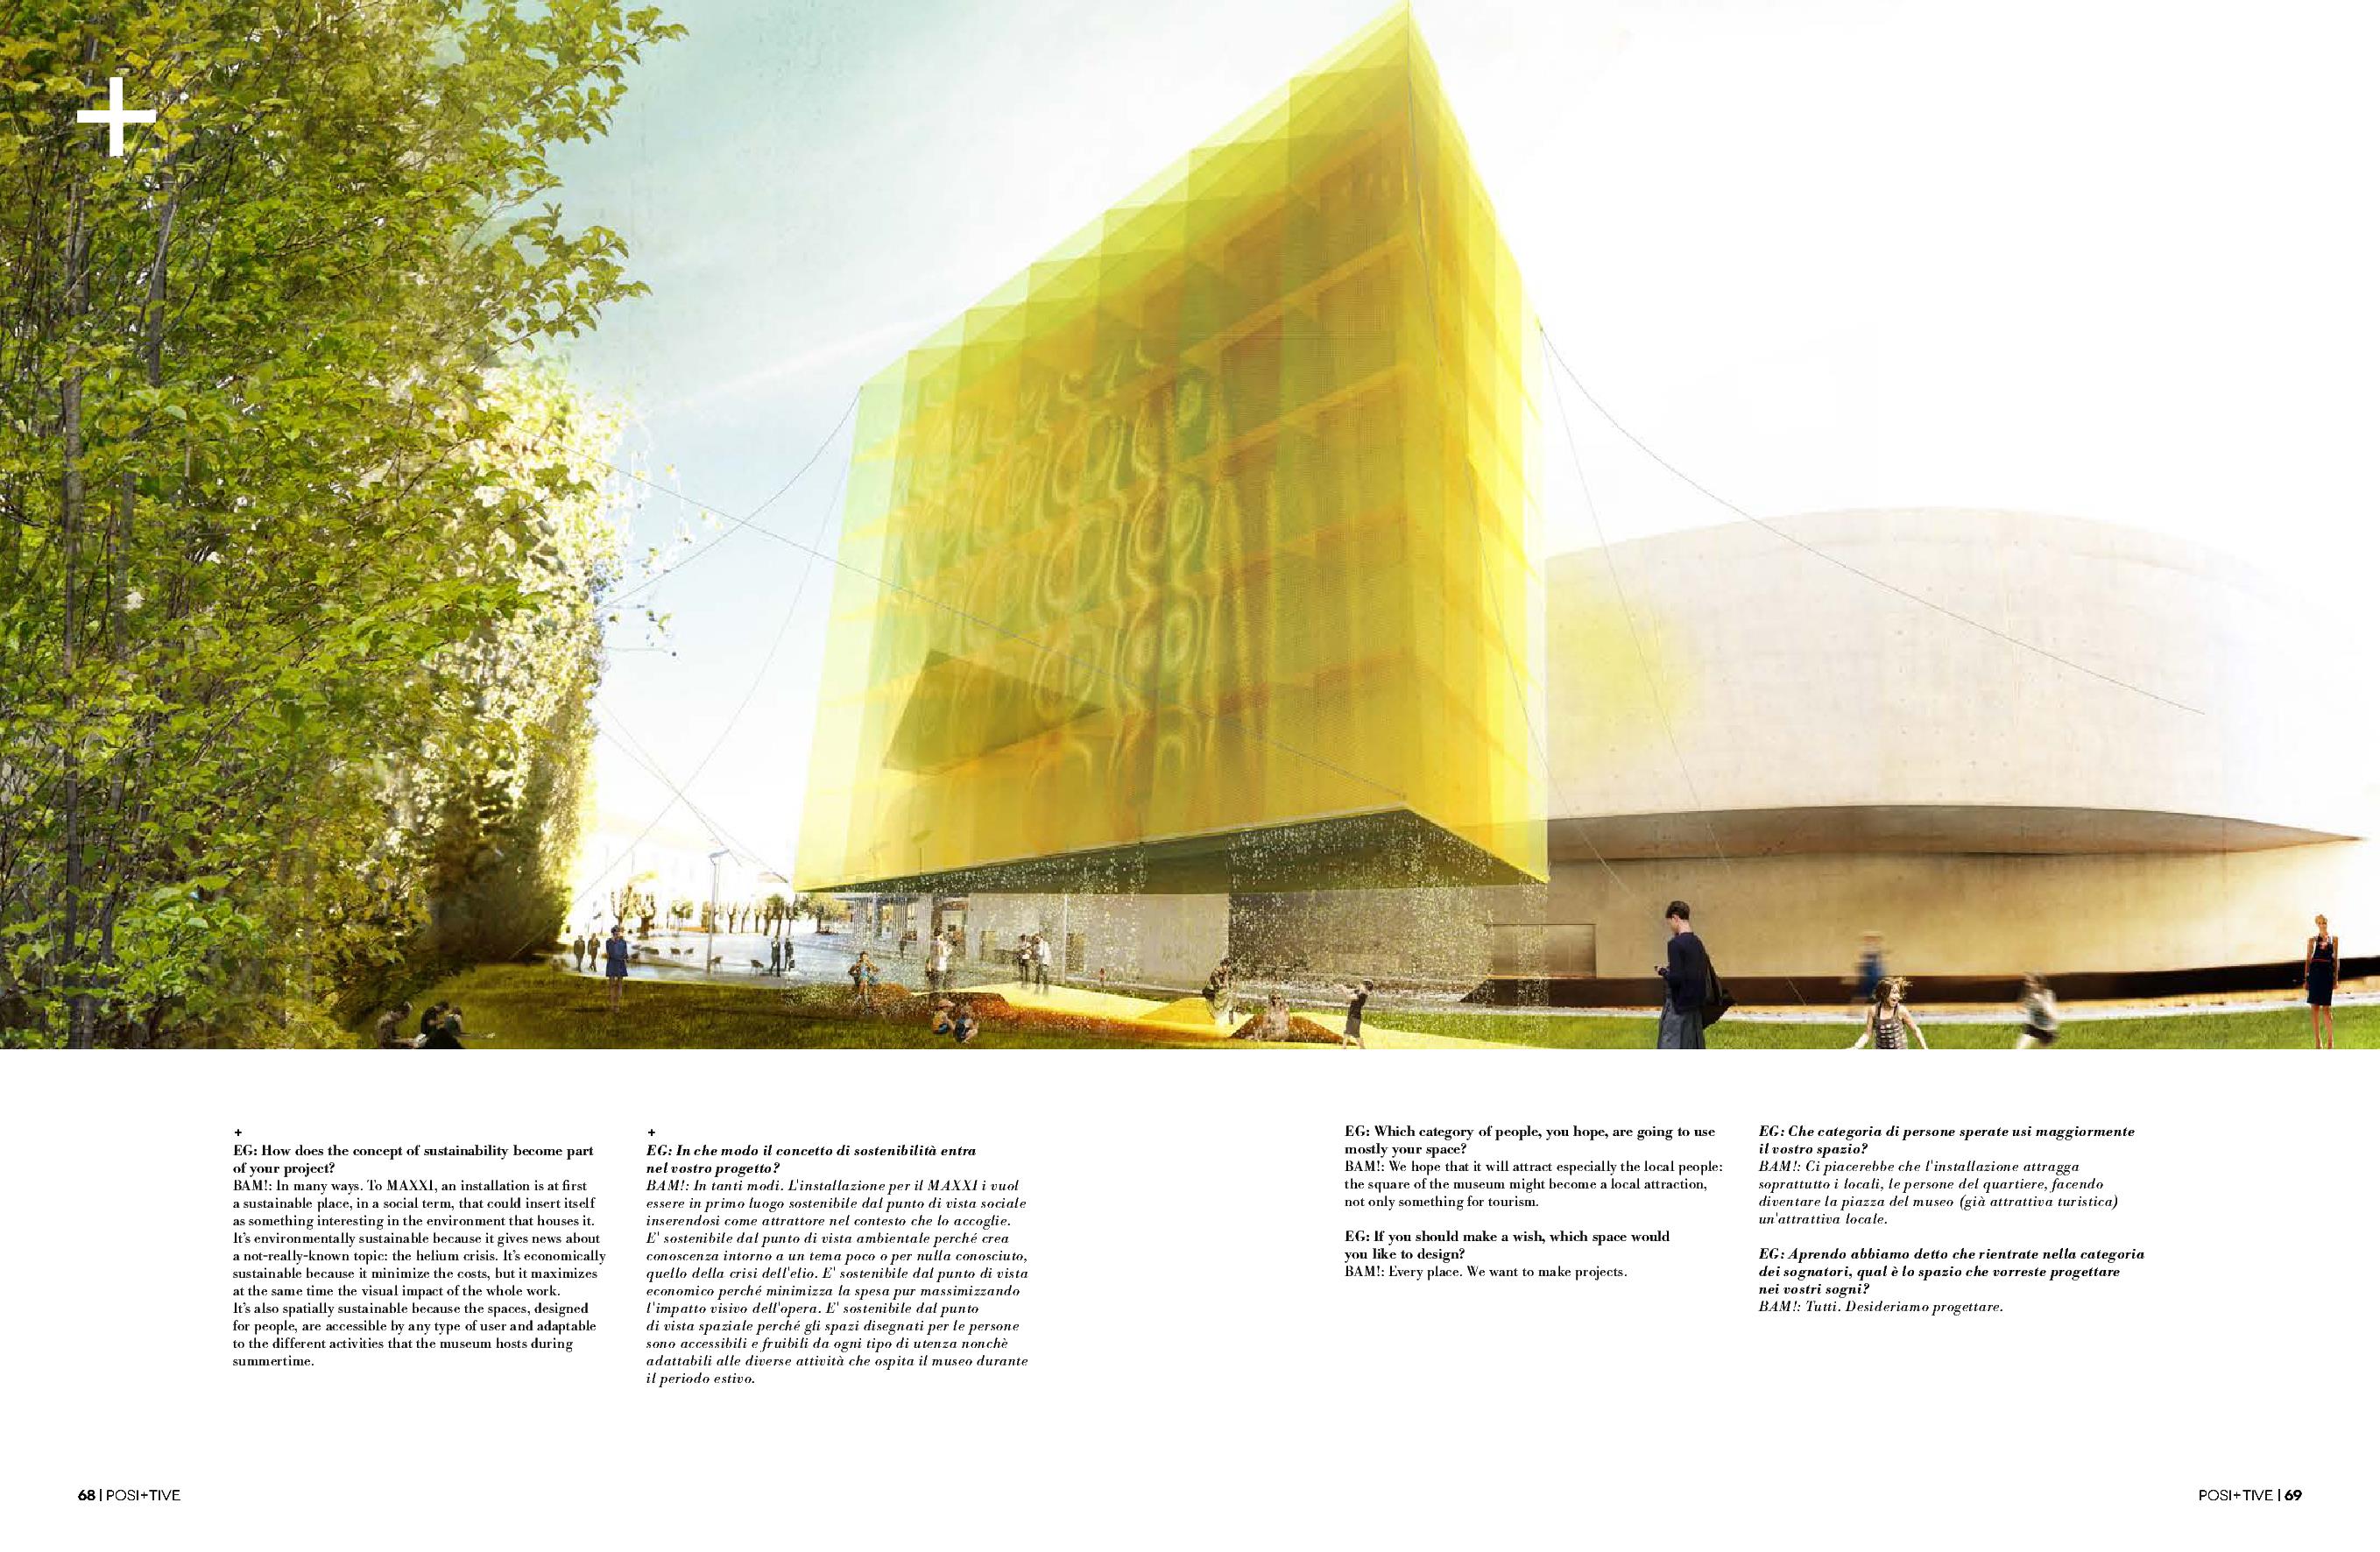 +
EG: How does the concept of sustainability become part
of your project?
BAM!: In many ways. To MAXXI, an installation is at first
a sustainable place, in a social term, that could insert itself
as something interesting in the environment that houses it.
It's environmentally sustainable because it gives news about
a not-really-known topic: the helium crisis. It's economically
sustainable because it minimize the costs, but it maximizes
at the same time the visual impact of the whole work.
It's also spatially sustainable because the spaces, designed
for people, are accessible by any type of user and adaptable
to the different activities that the museum hosts during
summertime.
+
EG: In che modo il concetto di sostenibilità entra
nel vostro progetto?
BAM!: In tanti modi. L'installazione per il MAXXI i vuol
essere in primo luogo sostenibile dal punto di vista sociale
inserendosi come attrattore nel contesto che lo accoglie.
E' sostenibile dal punto di vista ambientale perché crea
conoscenza intorno a un tema poco o per nulla conosciuto,
quello della crisi dell'elio. E' sostenibile dal punto di vista
economico perché minimizza la spesa pur massimizzando
l'impatto visivo dell'opera. E' sostenibile dal punto
di vista spaziale perché gli spazi disegnati per le persone
sono accessibili e fruibili da ogni tipo di utenza nonchè
adattabili alle diverse attività che ospita il museo durante
il periodo estivo.
EG: Which category of people, you hope, are going to use
mostly your space?
BAM!: We hope that it will attract especially the local people:
the square of the museum might become a local attraction,
not only something for tourism.
EG: If you should make a wish, which space would
you like to design?
BAM!: Every place. We want to make projects.
EG: Che categoria di persone sperate usi maggiormente
il vostro spazio?
BAM!: Ci piacerebbe che l'installazione attragga
soprattutto i locali, le persone del quartiere, facendo
diventare la piazza del museo (già attrattiva turistica)
un'attrattiva locale.
EG: Aprendo abbiamo detto che rientrate nella categoria
dei sognatori, qual è lo spazio che vorreste progettare
nei vostri sogni?
BAM!: Tutti. Desideriamo progettare.
68 | POSI+TIVE
POSI+TIVE | 69